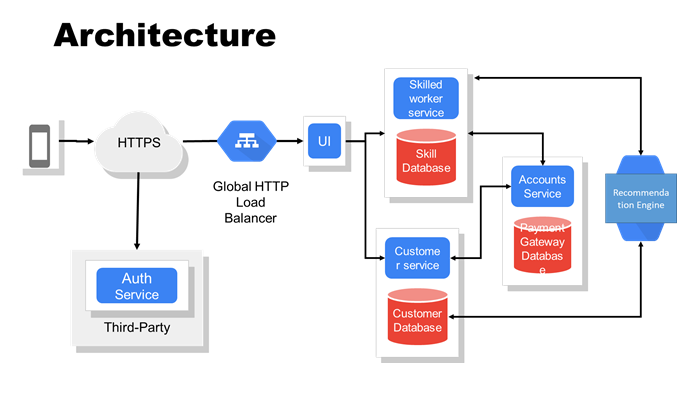 Architecture
HTTPS
Global HTTP
Load
Balancer
UI
Auth
Service
Third-Party
Skilled
worker
service
Skill
Database
Custome
r service
Customer
Database
Accounts
Service
Payment
Gateway
Databas
e
Recommenda
tion Engine